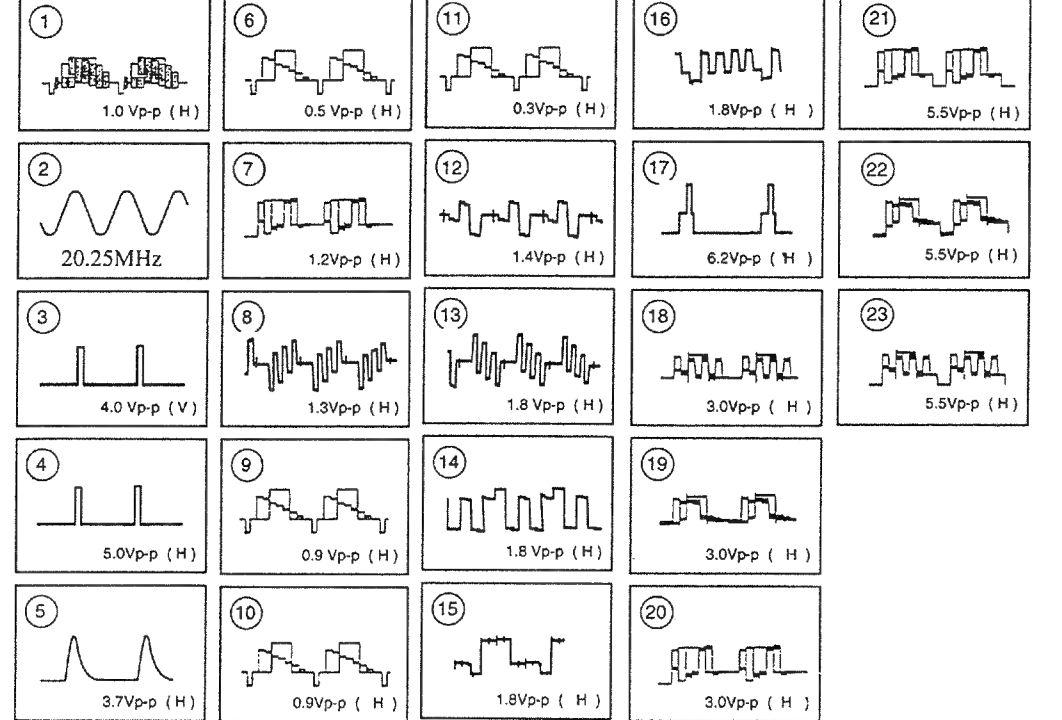 1
1.0 Vp-p ( H )
6
0.5 Vp-p ( H )
11
0.3Vp-p ( H )
16
1.8Vp-p ( H )
21
5.5Vp-p ( H )
2
20.25MHz
7
1.2Vp-p ( H )
12
1.4Vp-p ( H )
17
6.2Vp-p ( H )
22
5.5Vp-p ( H )
3
4.0 Vp-p ( V )
8
1.3Vp-p ( H )
13
1.8 Vp-p ( H )
18
3.0Vp-p ( H )
23
5.5Vp-p ( H )
4
5.0Vp-p ( H )
9
0.9 Vp-p ( H )
14
1.8 Vp-p ( H )
19
3.0Vp-p ( H )
5
3.7Vp-p ( H )
10
0.9Vp-p ( H )
15
1.8Vp-p ( H )
20
3.0Vp-p ( H )